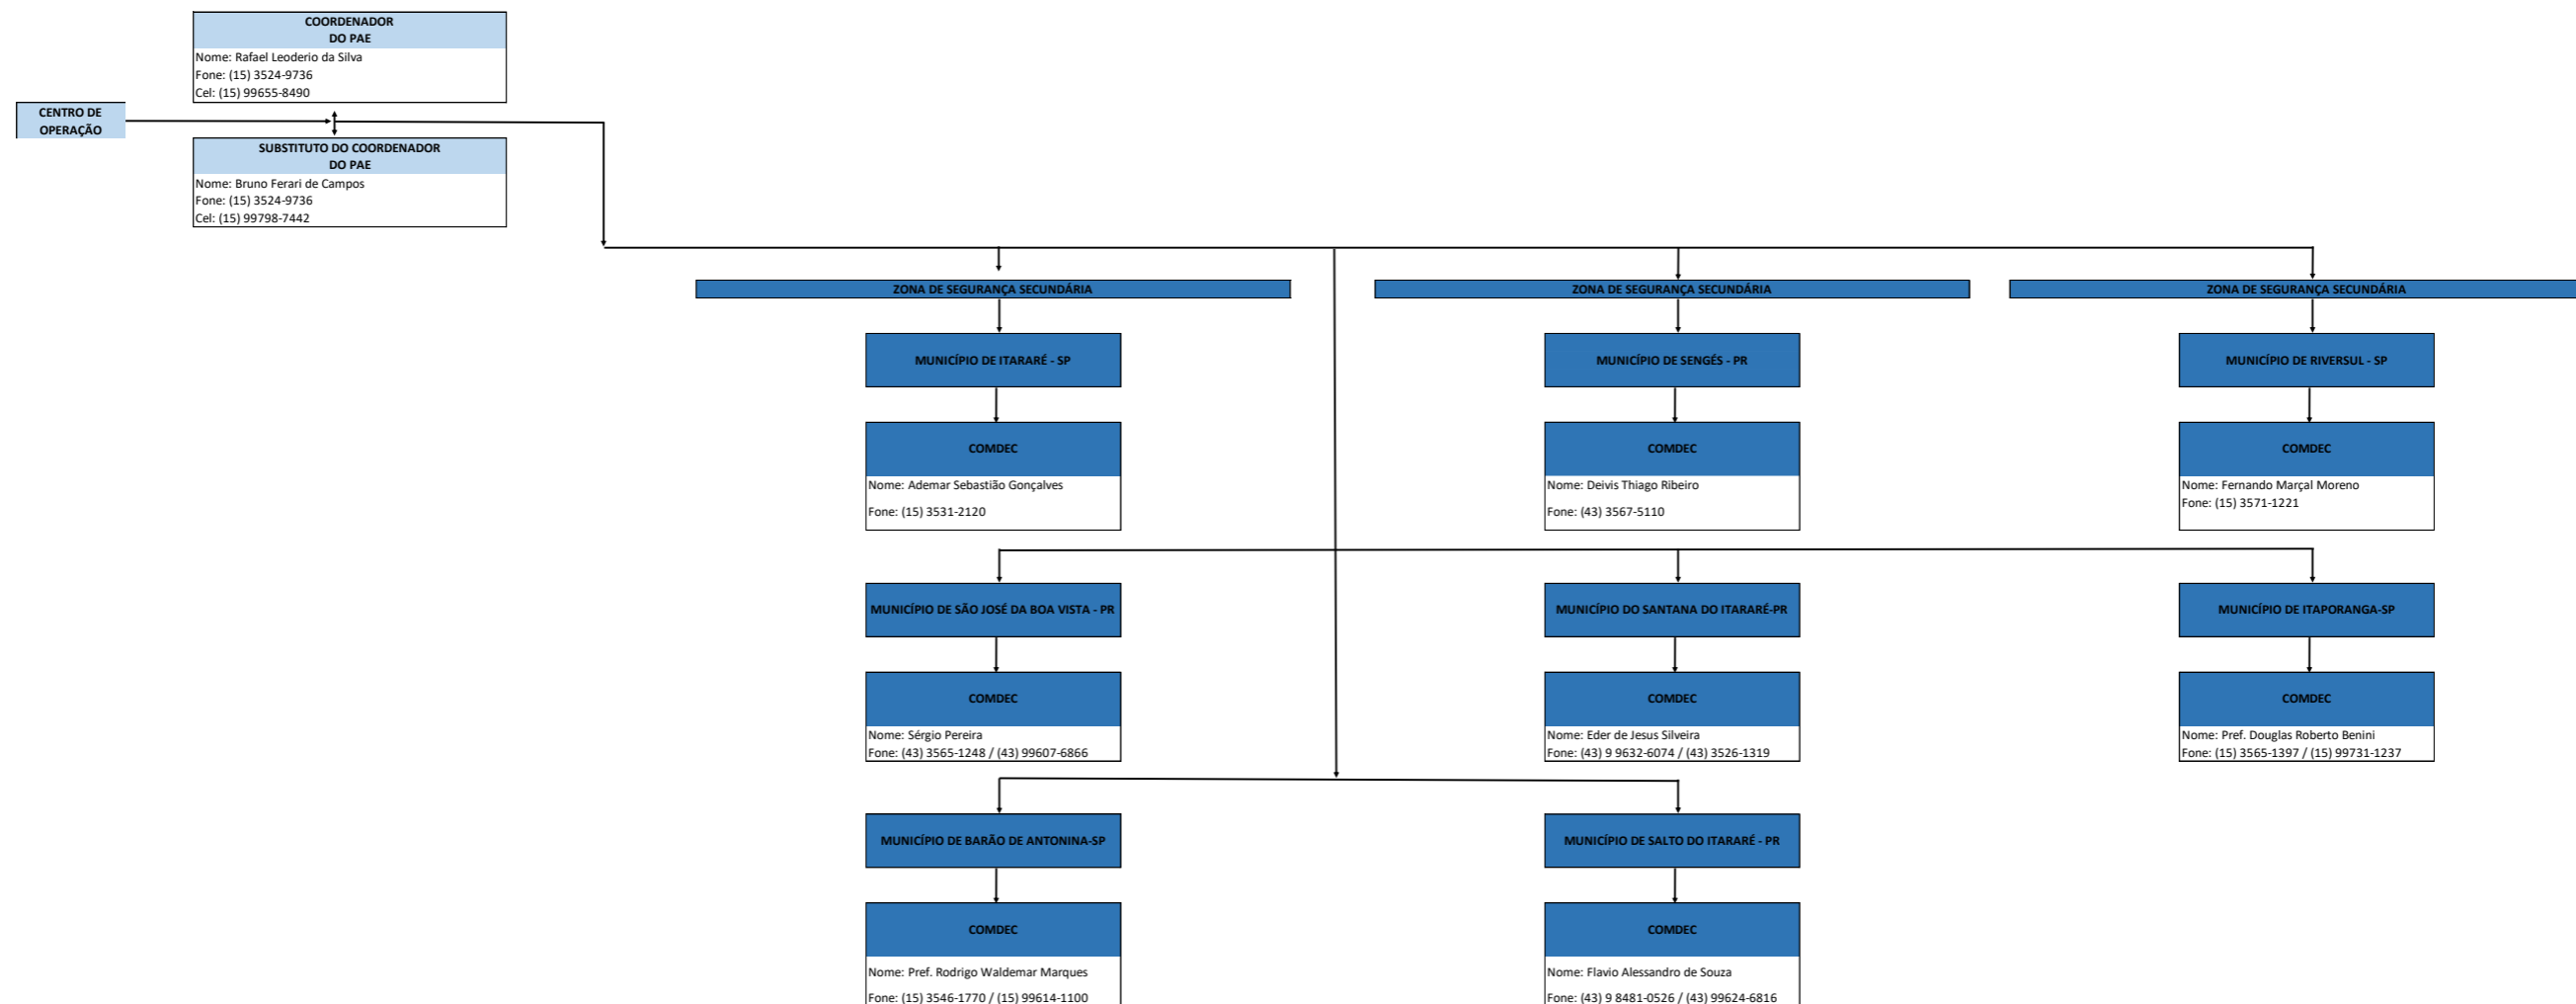 COORDENADOR
DO PAE
Nome: Rafael Leoderio da Silva
Fone: (15) 3524-9736
Cel: (15) 99655-8490
CENTRO DE
OPERAÇÃO
SUBSTITUTO DO COORDENADOR
DO PAE
Nome: Bruno Ferari de Campos
Fone: (15) 3524-9736
Cel: (15) 99798-7442
ZONA DE SEGURANÇA SECUNDÁRIA
ZONA DE SEGURANÇA SECUNDÁRIA
ZONA DE SEGURANÇA SECUNDÁRIA
MUNICÍPIO DE ITARARÉ - SP
MUNICÍPIO DE SENGÉS - PR
MUNICÍPIO DE RIVERSUL - SP
COMDEC
Nome: Ademar Sebastião Gonçalves
Fone: (15) 3531-2120
COMDEC
Nome: Deivis Thiago Ribeiro
Fone: (43) 3567-5110
COMDEC
Nome: Fernando Marçal Moreno
Fone: (15) 3571-1221
MUNICÍPIO DE SÃO JOSÉ DA BOA VISTA - PR
MUNICÍPIO DO SANTANA DO ITARARÉ-PR
MUNICÍPIO DE ITAPORANGA-SP
COMDEC
Nome: Sérgio Pereira
Fone: (43) 3565-1248 / (43) 99607-6866
COMDEC
Nome: Eder de Jesus Silveira
Fone: (43) 9 9632-6074 / (43) 3526-1319
COMDEC
Nome: Pref. Douglas Roberto Benini
Fone: (15) 3565-1397 / (15) 99731-1237
MUNICÍPIO DE BARÃO DE ANTONINA-SP
MUNICÍPIO DE SALTO DO ITARARÉ - PR
COMDEC
Nome: Pref. Rodrigo Waldemar Marques
Fone: (15) 3546-1770 / (15) 99614-1100
COMDEC
Nome: Flavio Alessandro de Souza
Fone: (43) 9 8481-0526 / (43) 99624-6816